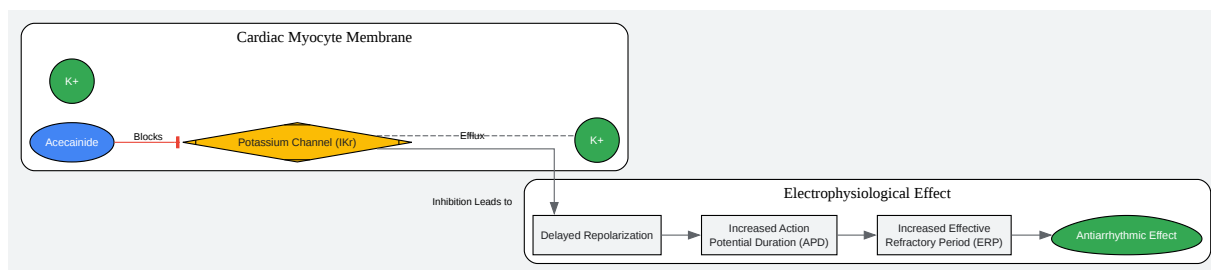 Cardiac Myocyte Membrane
K+
Acecainide
Blocks
Potassium Channel (IKr)
Efflux
K+
Inhibition Leads to
Electrophysiological Effect
Delayed Repolarization
Increased Action
Potential Duration (APD)
Increased Effective
Refractory Period (ERP)
Antiarrhythmic Effect